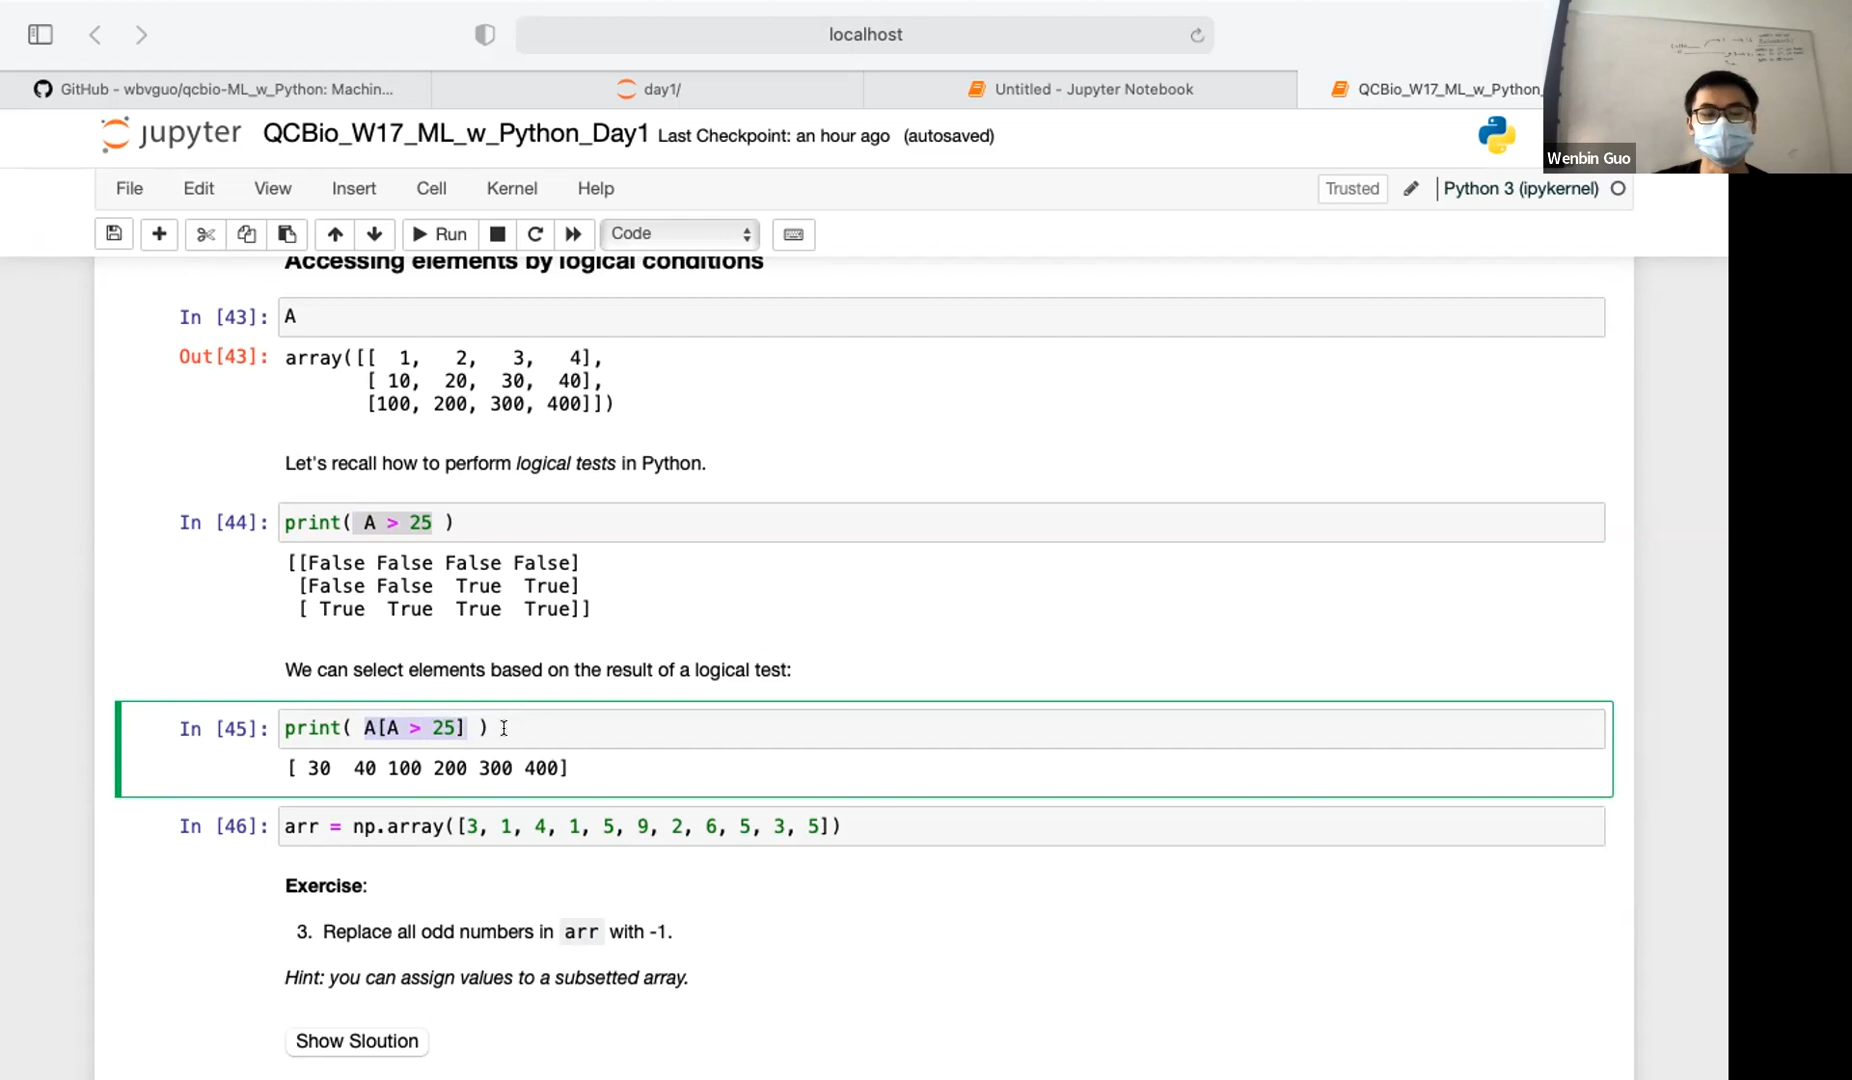 localhost
GitHub - wbvguo/qcbio-ML_w_Python: Machin...
day1/
Untitled - Jupyter Notebook
QCBio_W17_ML_w_Python_
Wenbin Guo
jupyter QCBio_W17_ML_w_Python_Day1 Last Checkpoint: an hour ago (autosaved)
File Edit View Insert Cell Kernel Help Trusted Python 3 (ipykernel)
Run Code
Accessing elements by logical conditions
In [43]: A
Out[43]: array([[ 1, 2, 3, 4],
[ 10, 20, 30, 40],
[100, 200, 300, 400]])
Let's recall how to perform logical tests in Python.
In [44]: print( A > 25 )
[[False False False False]
[False False True True]
[ True True True True]]
We can select elements based on the result of a logical test:
In [45]: print( A[A > 25] )
[ 30 40 100 200 300 400]
In [46]: arr = np.array([3, 1, 4, 1, 5, 9, 2, 6, 5, 3, 5])
Exercise:
3. Replace all odd numbers in arr with -1.
Hint: you can assign values to a subsetted array.
Show Sloution